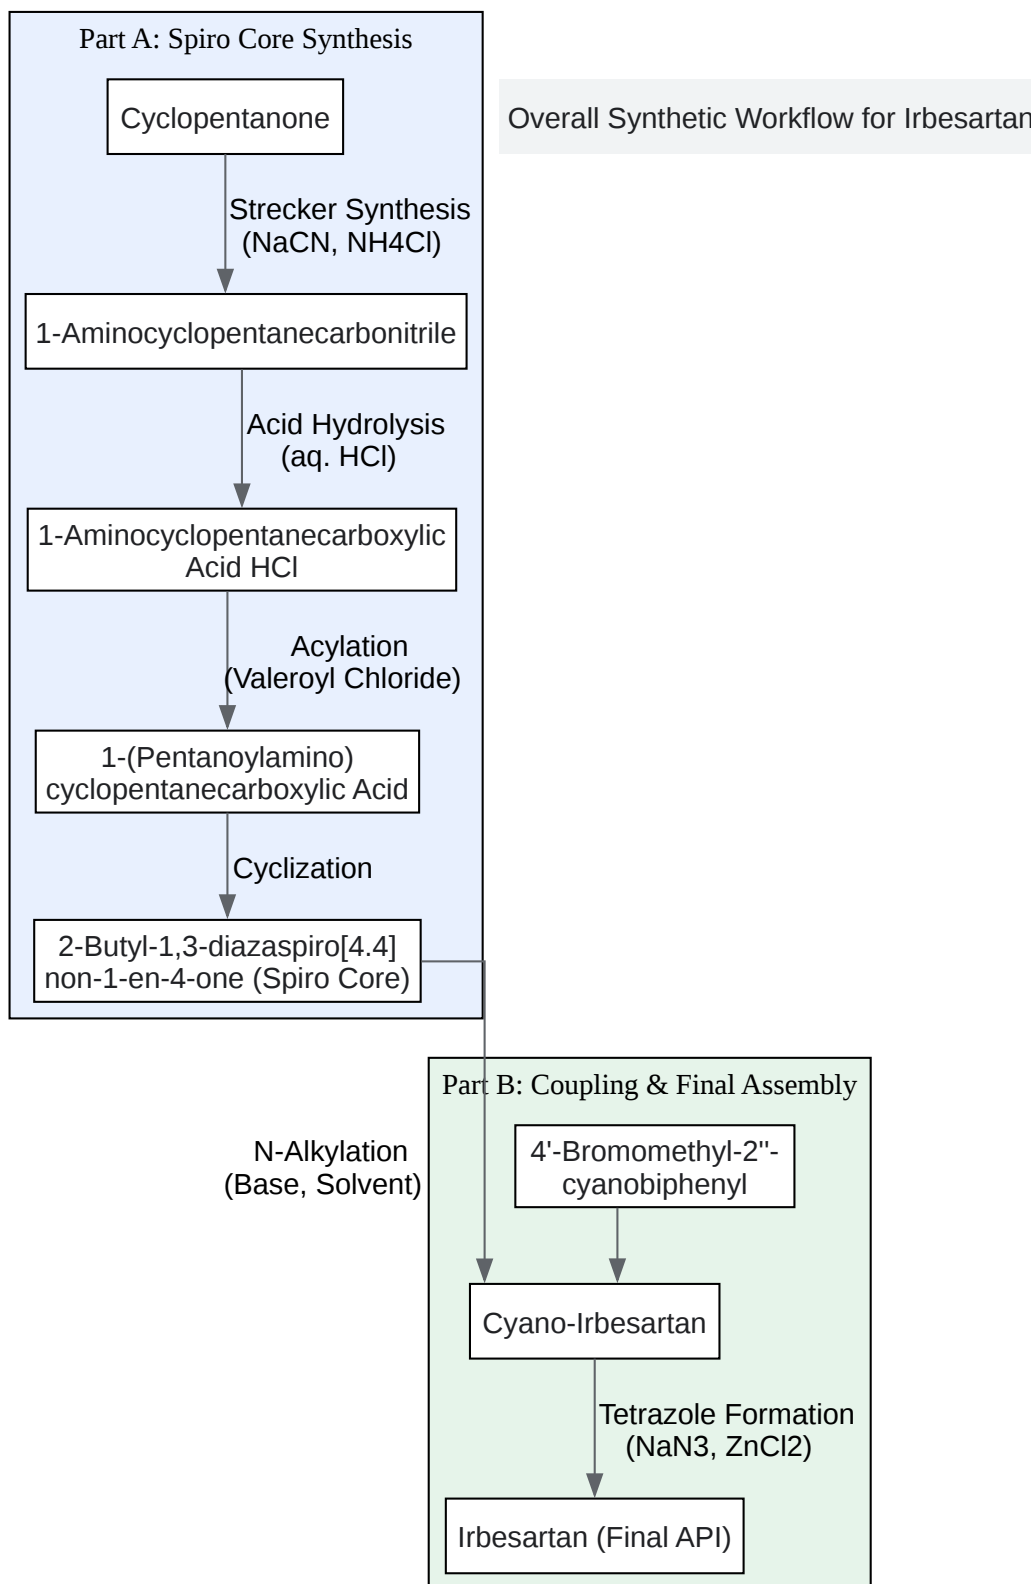 Part A: Spiro Core Synthesis
Cyclopentanone
Overall Synthetic Workflow for Irbesartan
Strecker Synthesis
(NaCN, NH4Cl)
1-Aminocyclopentanecarbonitrile
Acid Hydrolysis
(aq. HCl)
1-Aminocyclopentanecarboxylic
Acid HCl
Acylation
(Valeroyl Chloride)
1-(Pentanoylamino)
cyclopentanecarboxylic Acid
Cyclization
2-Butyl-1,3-diazaspiro[4.4]
non-1-en-4-one (Spiro Core)
Part B: Coupling & Final Assembly
N-Alkylation
(Base, Solvent)
4'-Bromomethyl-2''-
cyanobiphenyl
Cyano-Irbesartan
Tetrazole Formation
(NaN3, ZnCl2)
Irbesartan (Final API)